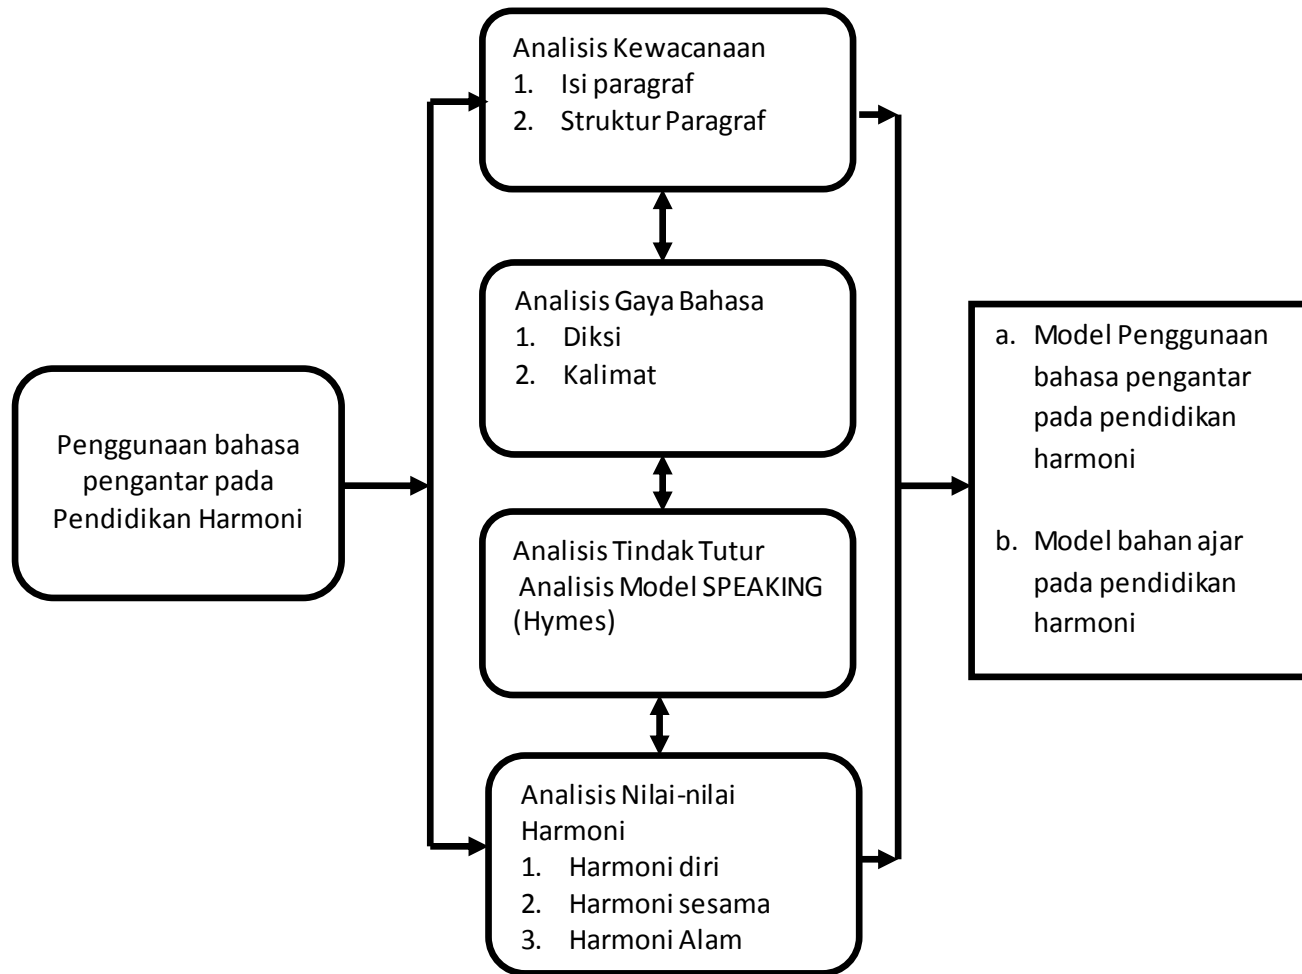 Analisis Kewacanaan
1. Isi paragraf
2. Struktur Paragraf
Analisis Gaya Bahasa
1. Diksi
2. Kalimat
Penggunaan bahasa
pengantar pada
Pendidikan Harmoni
Analisis Tindak Tutur
Analisis Model SPEAKING
(Hymes)
Analisis Nilai-nilai
Harmoni
1. Harmoni diri
2. Harmoni sesama
3. Harmoni Alam
a. Model Penggunaan
bahasa pengantar
pada pendidikan
harmoni
b. Model bahan ajar
pada pendidikan
harmoni